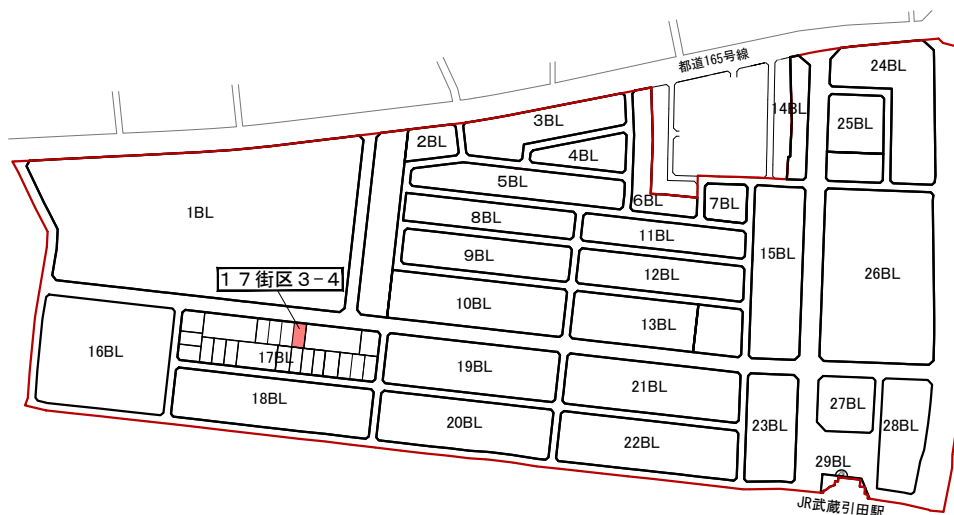 都道165号線
24BL
14BL
3BL
25BL
2BL
4BL
5BL
6BL
7BL
1BL
8BL
11BL
15BL
9BL
12BL
26BL
17街区3-4
10BL
13BL
16BL
17BL
19BL
21BL
18BL
27BL
20BL
23BL
28BL
22BL
29BL
JR武蔵引田駅